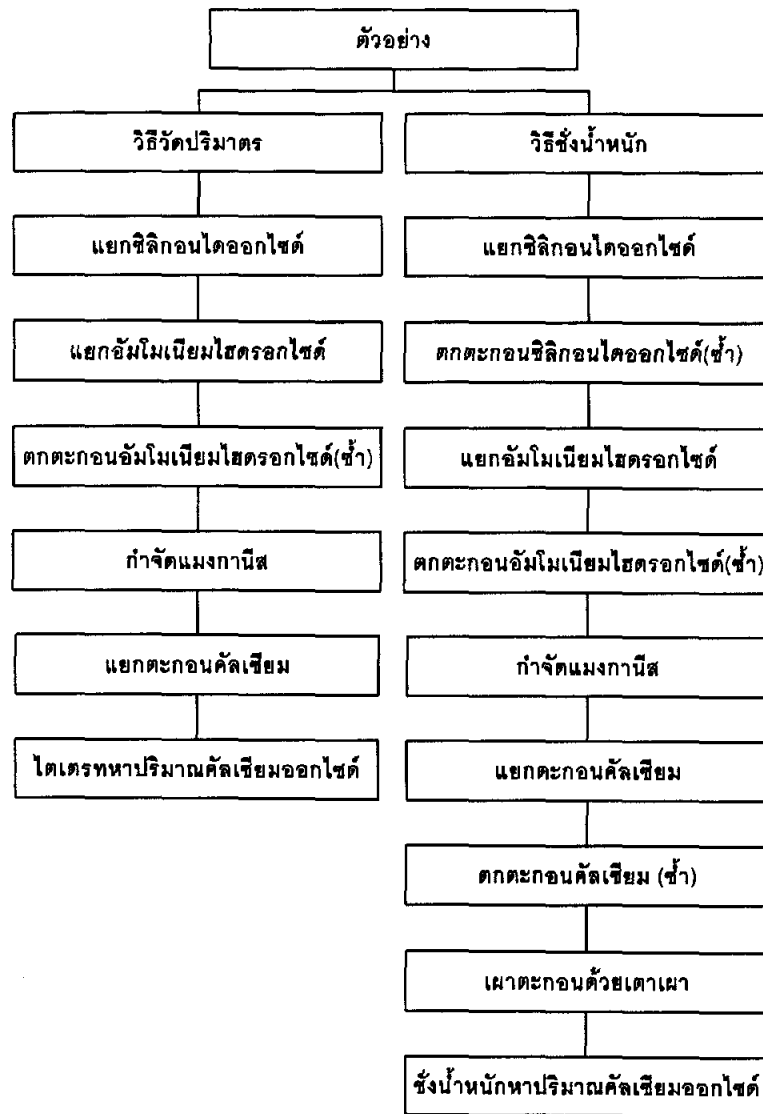 ตัวอย่าง
วิธีวัดปริมาตร
แยกซิลิกอนไดออกไซด์
แยกอัมโมเนียมไฮดรอกไซด์
ตกตะกอนอัมโมเนียมไฮดรอกไซด์(ซ้ำ)
กำจัดแมงกานีส
แยกตะกอนคัลเซียม
ไตเตรทหาปริมาณคัลเซียมออกไซด์
วิธีชั่งน้ำหนัก
แยกซิลิกอนไดออกไซด์
ตกตะกอนซิลิกอนไดออกไซด์(ซ้ำ)
แยกอัมโมเนียมไฮดรอกไซด์
ตกตะกอนอัมโมเนียมไฮดรอกไซด์(ซ้ำ)
กำจัดแมงกานีส
แยกตะกอนคัลเซียม
ตกตะกอนคัลเซียม (ซ้ำ)
เผาตะกอนด้วยเตาเผา
ชั่งน้ำหนักหาปริมาณคัลเซียมออกไซด์